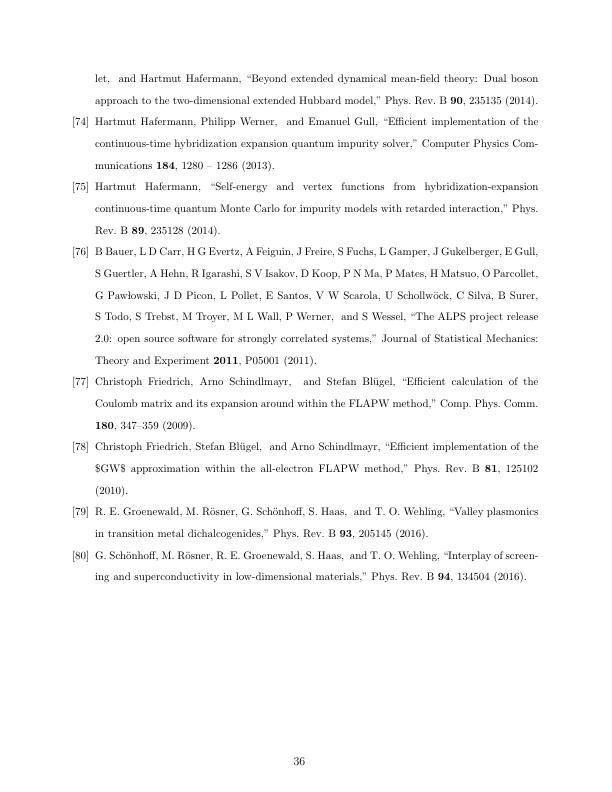 let, and Hartmut Hafermann, “Beyond extended dynamical mean-field theory: Dual boson
approach to the two-dimensional extended Hubbard model,” Phys. Rev. B 90, 235135 (2014).
[74] Hartmut Hafermann, Philipp Werner, and Emanuel Gull, “Efficient implementation of the
continuous-time hybridization expansion quantum impurity solver,” Computer Physics Com-
munications 184, 1280 – 1286 (2013).
[75] Hartmut Hafermann, “Self-energy and vertex functions from hybridization-expansion
continuous-time quantum Monte Carlo for impurity models with retarded interaction,” Phys.
Rev. B 89, 235128 (2014).
[76] B Bauer, L D Carr, H G Evertz, A Feiguin, J Freire, S Fuchs, L Gamper, J Gukelberger, E Gull,
S Guertler, A Hehn, R Igarashi, S V Isakov, D Koop, P N Ma, P Mates, H Matsuo, O Parcollet,
G Pawłowski, J D Picon, L Pollet, E Santos, V W Scarola, U Schollwöck, C Silva, B Surer,
S Todo, S Trebst, M Troyer, M L Wall, P Werner, and S Wessel, “The ALPS project release
2.0: open source software for strongly correlated systems,” Journal of Statistical Mechanics:
Theory and Experiment 2011, P05001 (2011).
[77] Christoph Friedrich, Arno Schindlmayr, and Stefan Blügel, “Efficient calculation of the
Coulomb matrix and its expansion around within the FLAPW method,” Comp. Phys. Comm.
180, 347–359 (2009).
[78] Christoph Friedrich, Stefan Blügel, and Arno Schindlmayr, “Efficient implementation of the
$GW$ approximation within the all-electron FLAPW method,” Phys. Rev. B 81, 125102
(2010).
[79] R. E. Groenewald, M. Rösner, G. Schönhoff, S. Haas, and T. O. Wehling, “Valley plasmonics
in transition metal dichalcogenides,” Phys. Rev. B 93, 205145 (2016).
[80] G. Schönhoff, M. Rösner, R. E. Groenewald, S. Haas, and T. O. Wehling, “Interplay of screen-
ing and superconductivity in low-dimensional materials,” Phys. Rev. B 94, 134504 (2016).
36